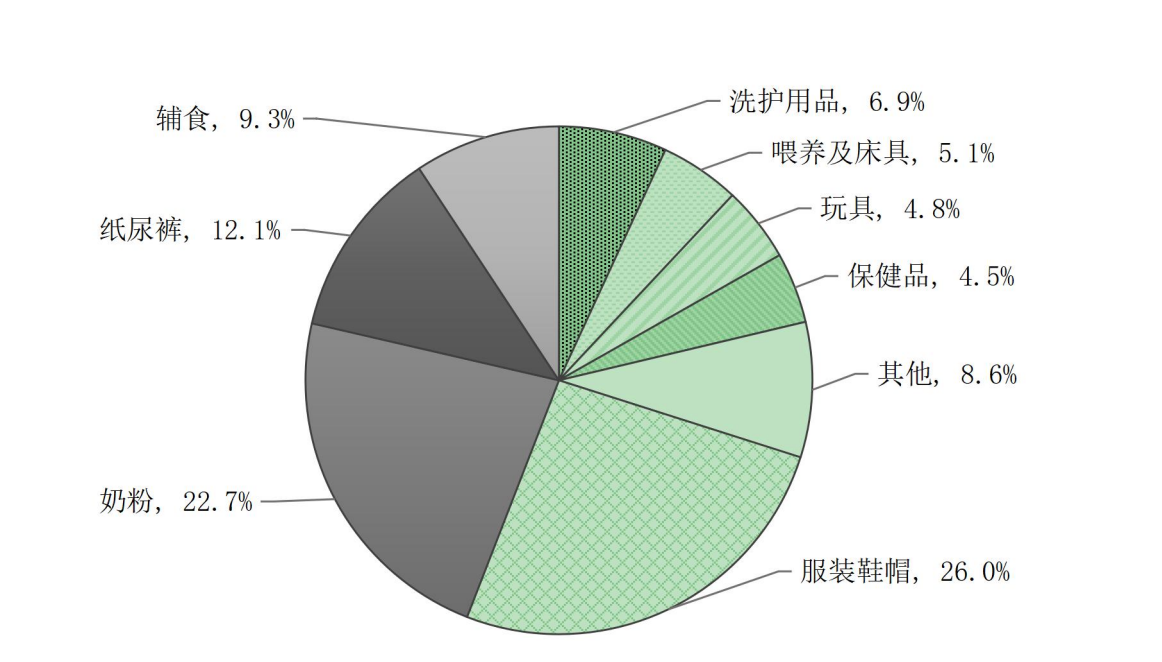 洗护用品, 6.9%
辅食, 9.3%
喂养及床具, 5.1%
玩具, 4.8%
纸尿裤, 12.1%
保健品, 4.5%
其他, 8.6%
奶粉, 22.7%
服装鞋帽, 26.0%